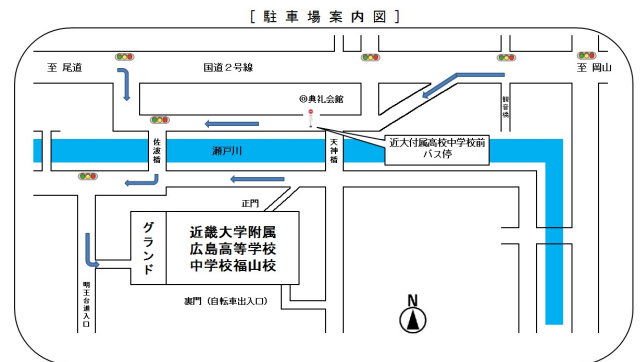 [ 駐 車 場 案 内 図 ]
至 尾道
国道２号線
至 岡山
◎典礼会館
観音橋
佐波橋
瀬戸川
天神橋
近大付属高校中学校前
バス停
正門
グランド
近畿大学附属
広島高等学校
中学校福山校
明王台道入口
裏門（自転車出入口）
N